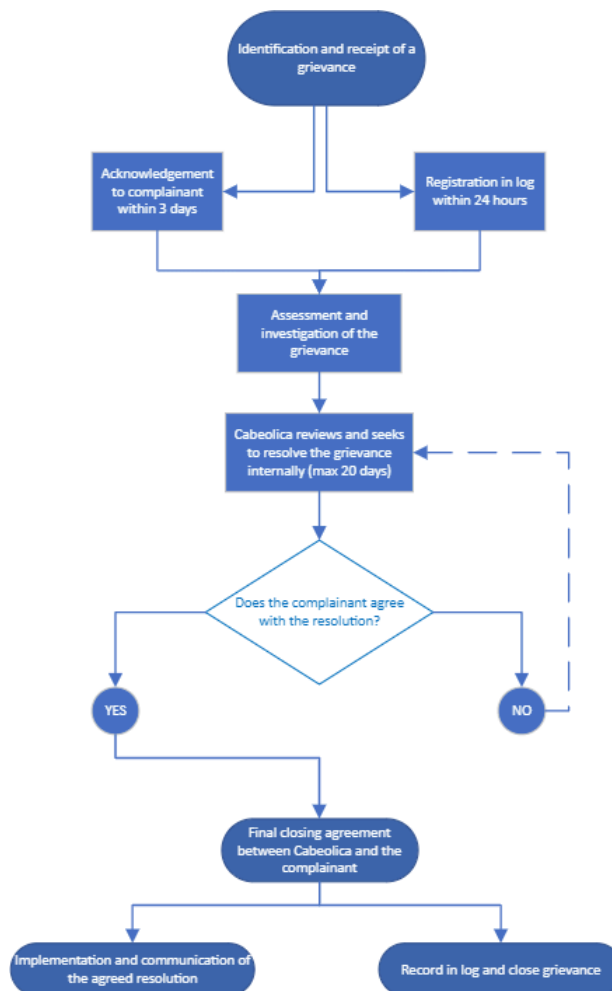 Identification and receipt of a
grievance
Acknowledgement
to complainant
within 3 days
Registration in log
within 24 hours
Assessment and
investigation of the
grievance
Cabeolica reviews and seeks
to resolve the grievance
internally (max 20 days)
Does the complainant agree
with the resolution?
YES
NO
Final closing agreement
between Cabeolica and the
complainant
Implementation and communication of
the agreed resolution
Record in log and close grievance